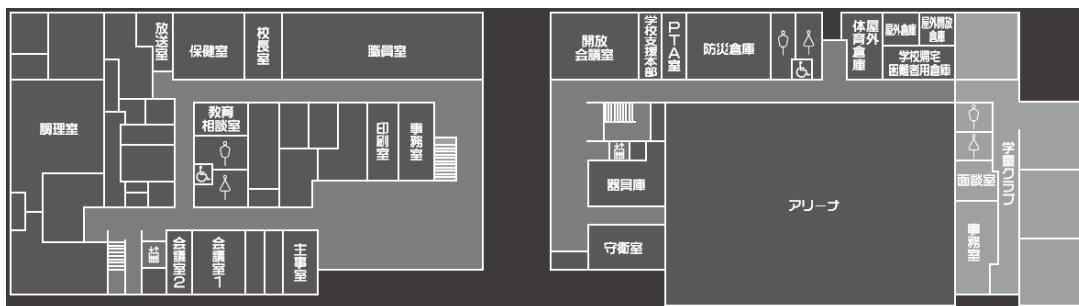 放送室
保健室
校長室
職員室
調理室
教育
相談室
印刷室
事務室
会議室2
会議室1
主事室
開放
会議室
学校支援本部
PTA室
防災倉庫
屋外
体育倉庫
屋外倉庫
屋外開放
倉庫
学校帰宅
困難者用倉庫
器具庫
守衛室
アリーナ
学童クラブ
面談室
事務室